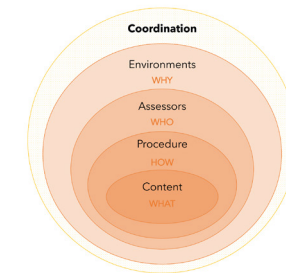 Coordination
Environments
WHY
Assessors
WHO
Procedure
HOW
Content
WHAT